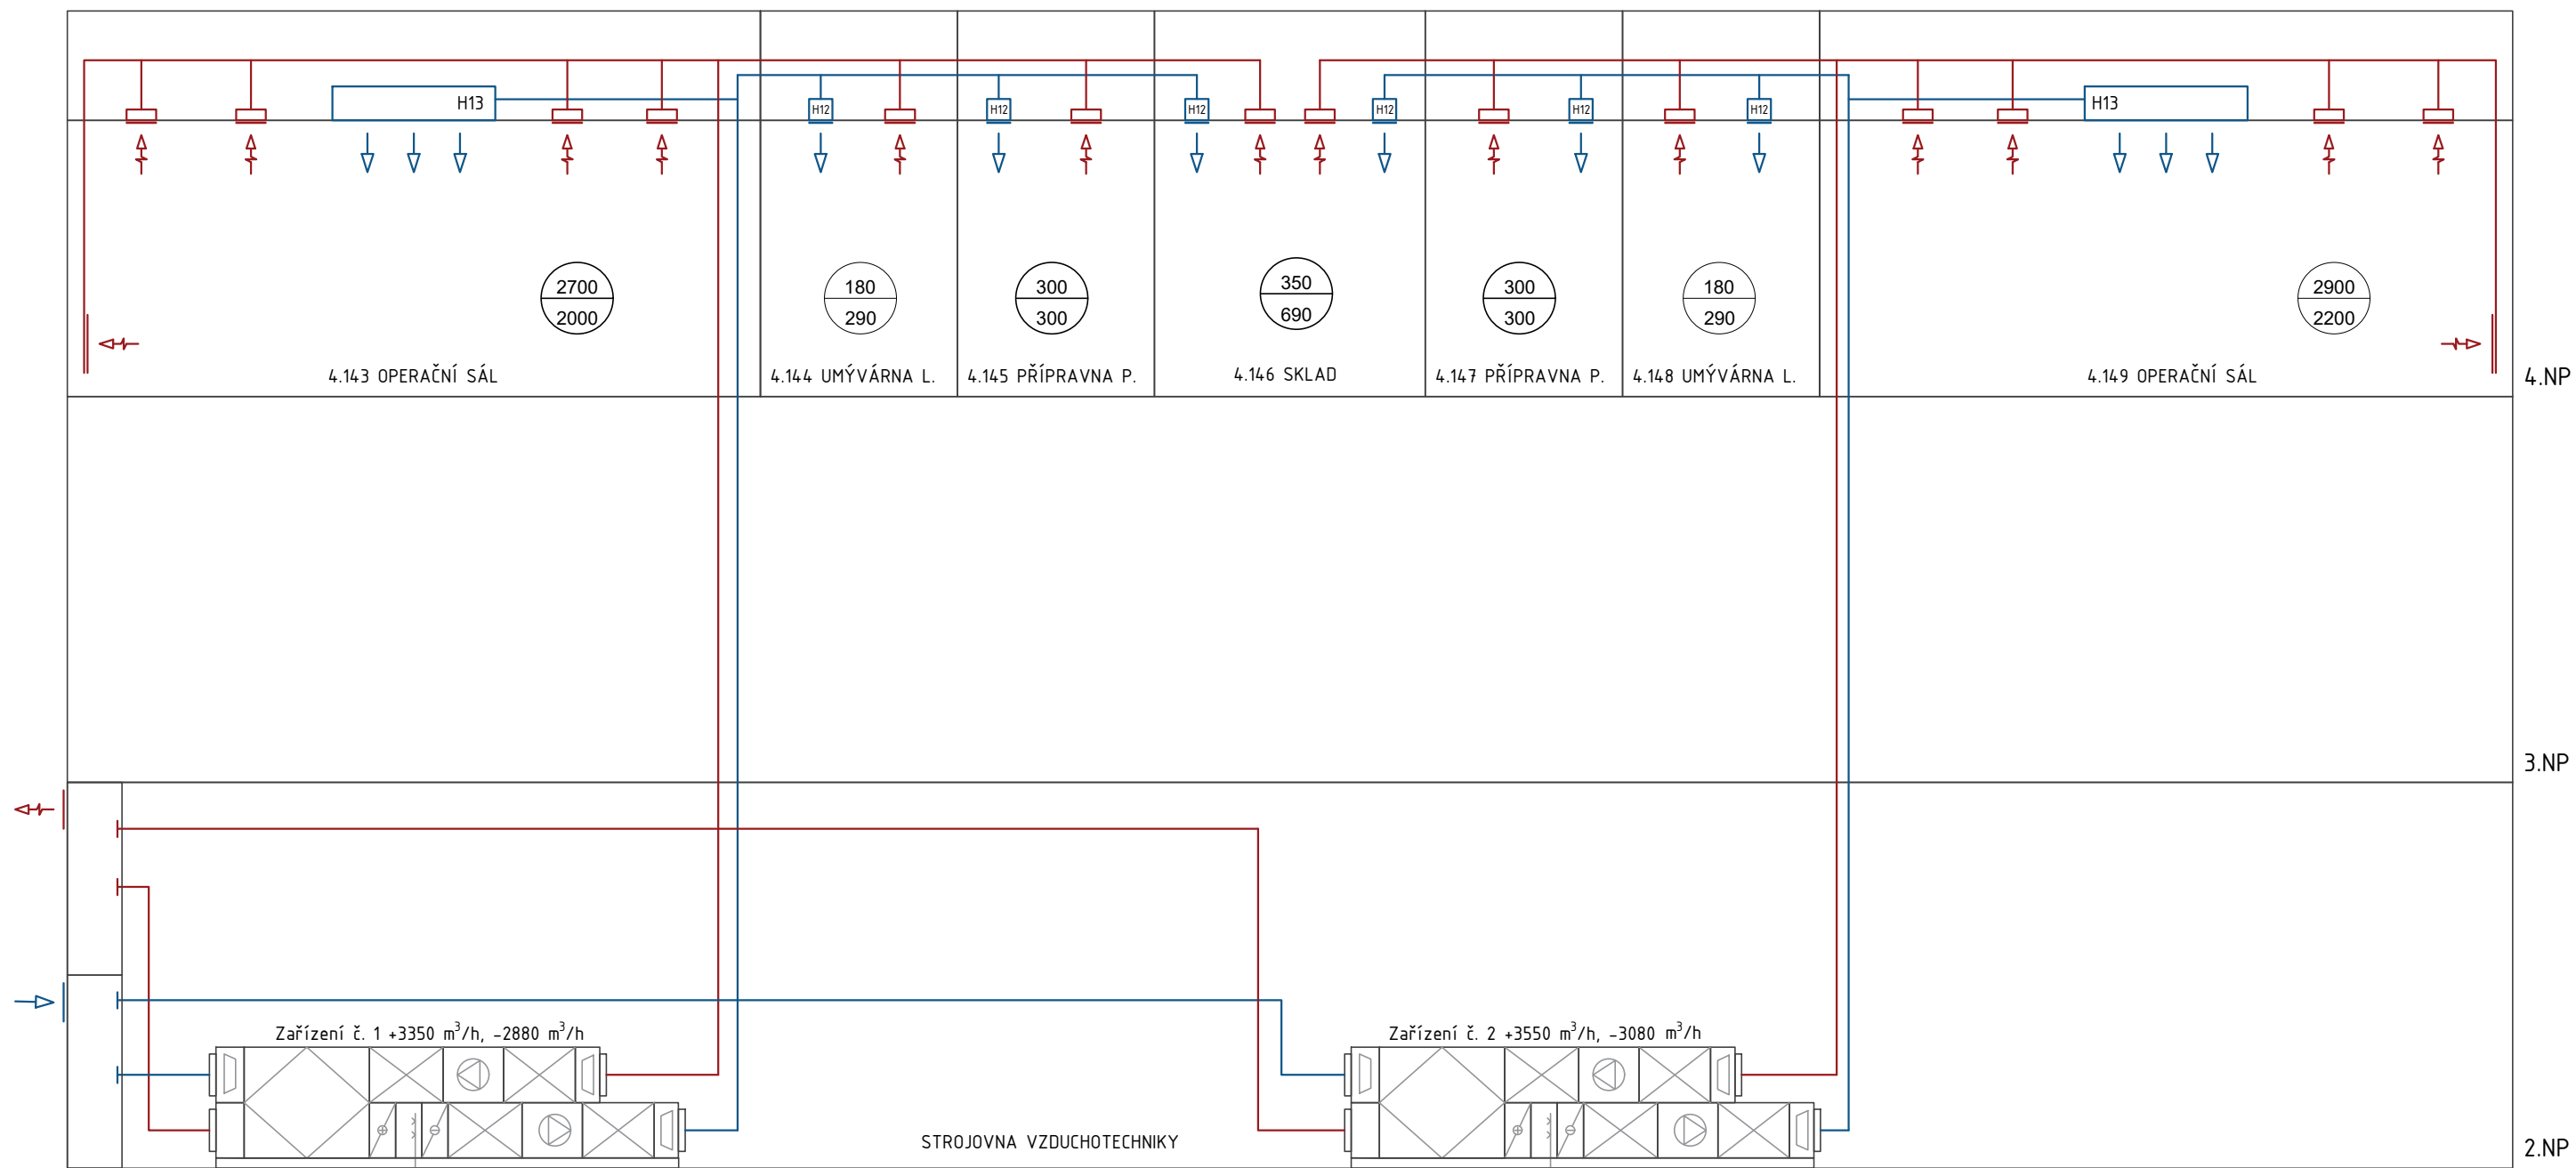 H13
H12
H12
H12
H12
H12
H12
H13
2700
2000
180
290
300
300
350
690
300
300
180
290
2900
2200
4.143 OPERAČNÍ SÁL
4.144 UMÝVÁRNA L.
4.145 PŘÍPRAVNA P.
4.146 SKLAD
4.147 PŘÍPRAVNA P.
4.148 UMÝVÁRNA L.
4.149 OPERAČNÍ SÁL
4.NP
3.NP
Zařízení č. 1 +3350 m³/h, -2880 m³/h
Zařízení č. 2 +3550 m³/h, -3080 m³/h
STROJOVNA VZDUCHOTECHNIKY
2.NP